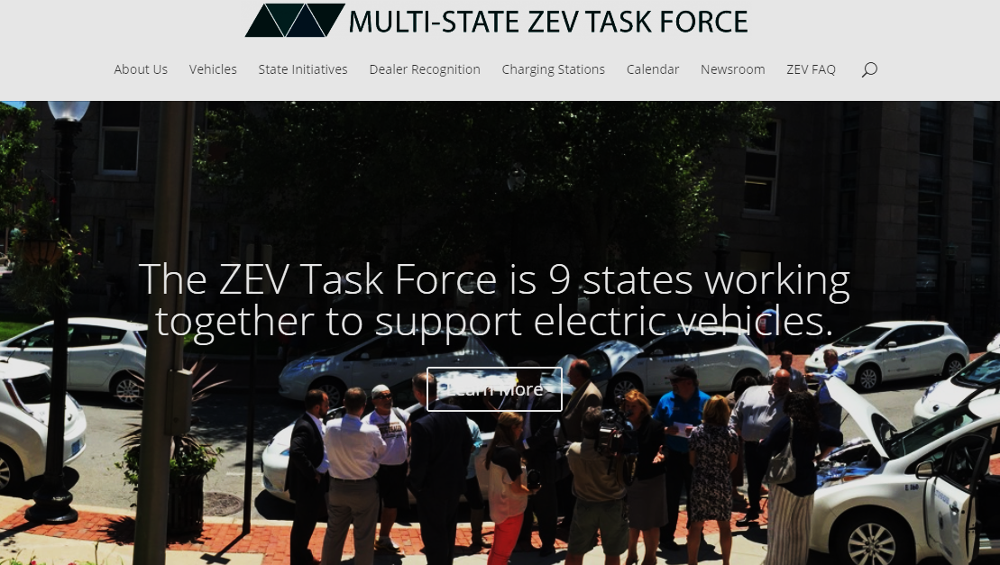 MULTI-STATE ZEV TASK FORCE
About Us Vehicles State Initiatives Dealer Recognition Charging Stations Calendar Newsroom ZEV FAQ
The ZEV Task Force is 9 states working
together to support electric vehicles.
Learn More